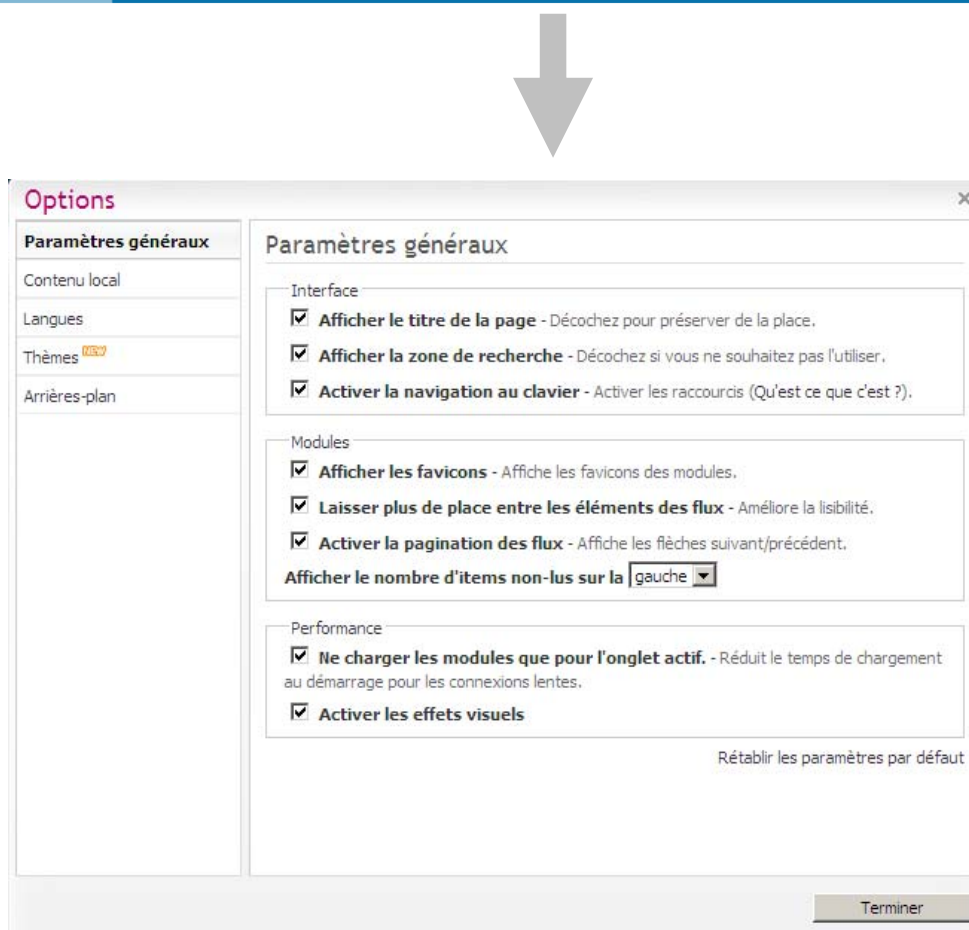 Options
Paramètres généraux
Contenu local
Langues
Thèmes NEW
Arrières-plan
Paramètres généraux
Interface
Afficher le titre de la page - Décochez pour préserver de la place.
Afficher la zone de recherche - Décochez si vous ne souhaitez pas l'utiliser.
Activer la navigation au clavier - Activer les raccourcis (Qu'est ce que c'est ?).
Modules
Afficher les favicons - Affiche les favicons des modules.
Laisser plus de place entre les éléments des flux - Améliore la lisibilité.
Activer la pagination des flux - Affiche les flèches suivant/précédent.
Afficher le nombre d'items non-lus sur la gauche
Performance
Ne charger les modules que pour l'onglet actif. - Réduit le temps de chargement
au démarrage pour les connexions lentes.
Activer les effets visuels
Rétablir les paramètres par défaut
Terminer